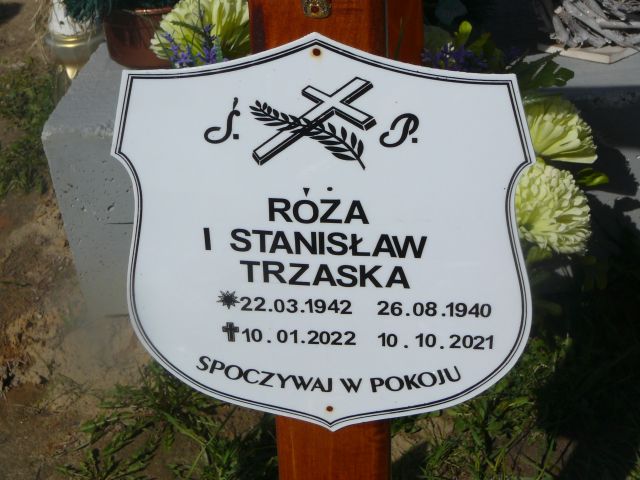 Ś. P.
RÓŻA
I STANISŁAW
TRZASKA
22.03.1942 26.08.1940
10.01.2022 10.10.2021
SPOCZYWAJ W POKOJU